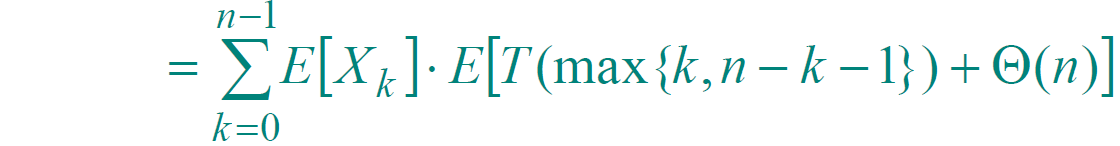 = \sum_{k=0}^{n-1} E[X_k] \cdot E[T(\max\{k, n-k-1\}) + \Theta(n)]